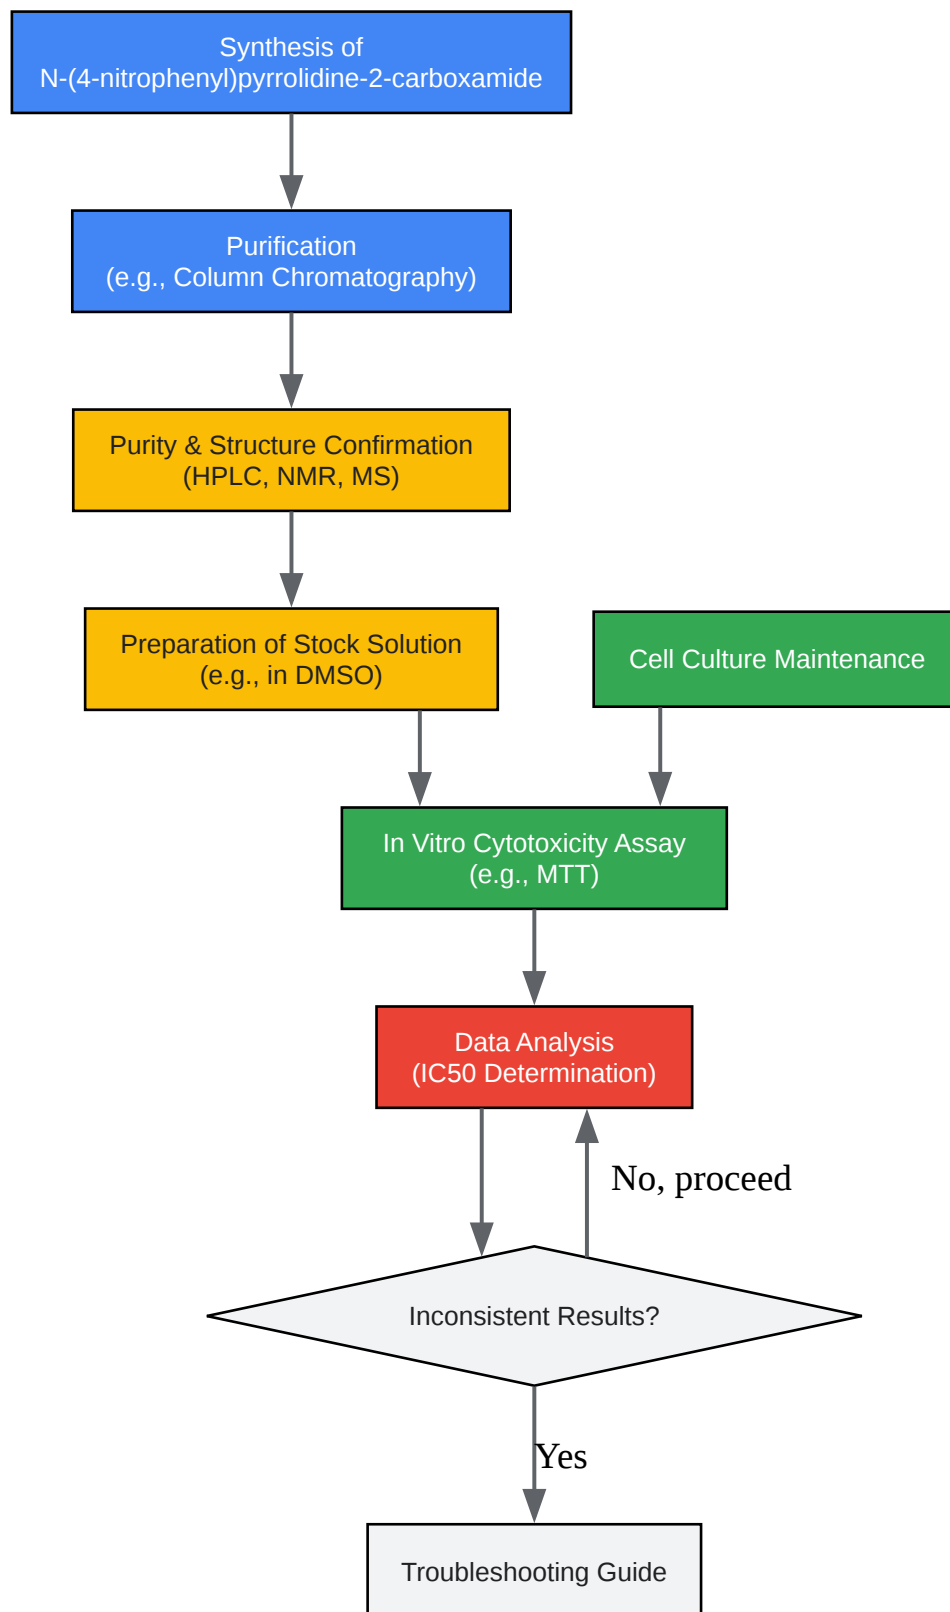 Synthesis of
N-(4-nitrophenyl)pyrrolidine-2-carboxamide
Purification
(e.g., Column Chromatography)
Purity & Structure Confirmation
(HPLC, NMR, MS)
Preparation of Stock Solution
(e.g., in DMSO)
Cell Culture Maintenance
In Vitro Cytotoxicity Assay
(e.g., MTT)
Data Analysis
(IC50 Determination)
No, proceed
Inconsistent Results?
Yes
Troubleshooting Guide